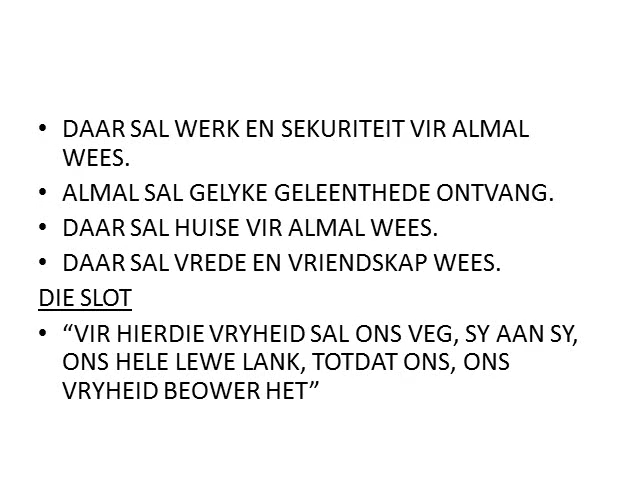 • DAAR SAL WERK EN SEKURITEIT VIR ALMAL
WEES.
• ALMAL SAL GELYKE GELEENTHEDE ONTVANG.
• DAAR SAL HUISE VIR ALMAL WEES.
• DAAR SAL VREDE EN VRIENDSKAP WEES.
DIE SLOT
• “VIR HIERDIE VRYHEID SAL ONS VEG, SY AAN SY,
ONS HELE LEWE LANK, TOTDAT ONS, ONS
VRYHEID BEOWER HET”